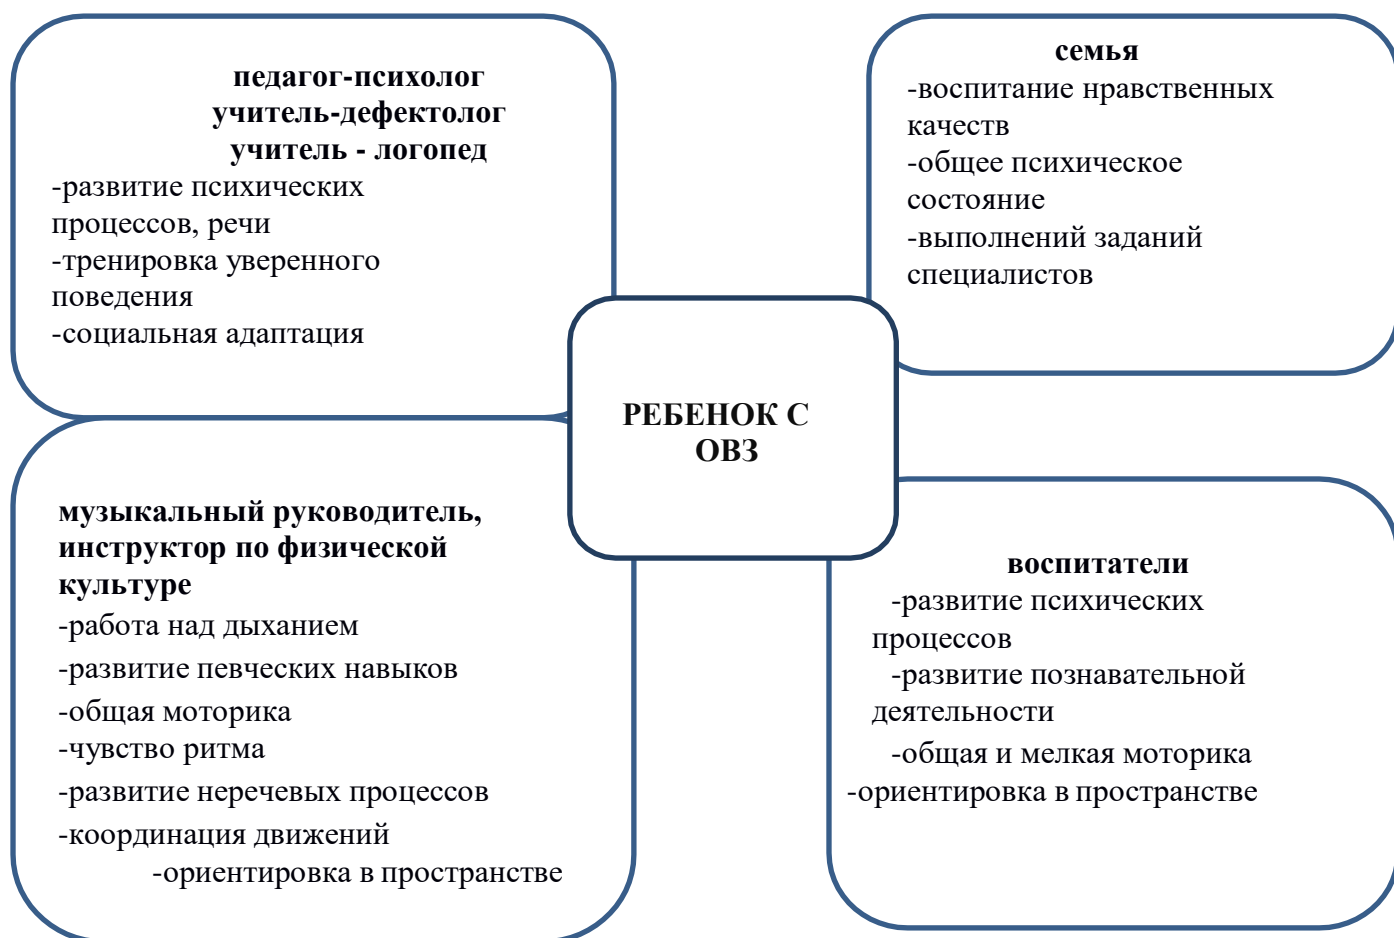 педагог-психолог
учитель-дефектолог
учитель - логопед
-развитие психических
процессов, речи
-тренировка уверенного
поведения
-социальная адаптация
семья
-воспитание нравственных
качеств
-общее психическое
состояние
-выполнений заданий
специалистов
РЕБЕНОК С
ОВЗ
музыкальный руководитель,
инструктор по физической
культуре
-работа над дыханием
-развитие певческих навыков
-общая моторика
-чувство ритма
-развитие неречевых процессов
-координация движений
-ориентировка в пространстве
воспитатели
-развитие психических
процессов
-развитие познавательной
деятельности
-общая и мелкая моторика
-ориентировка в пространстве